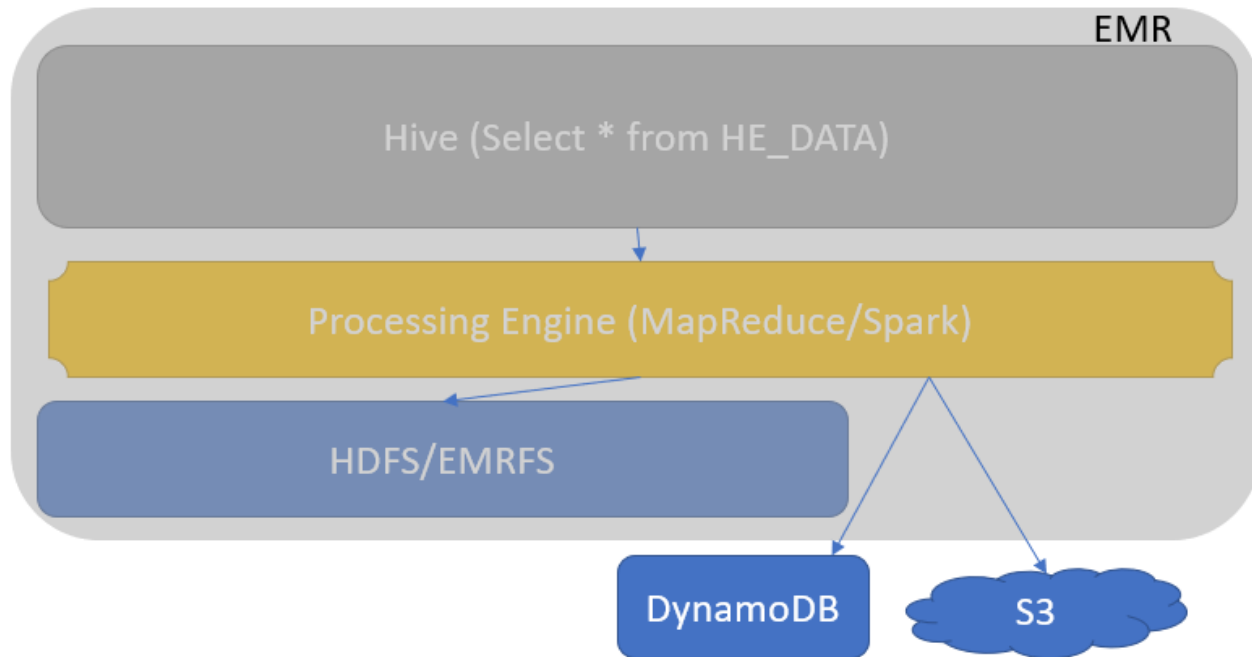 EMR
Hive (Select * from HE_DATA)
Processing Engine (MapReduce/Spark)
HDFS/EMRFS
DynamoDB
S3